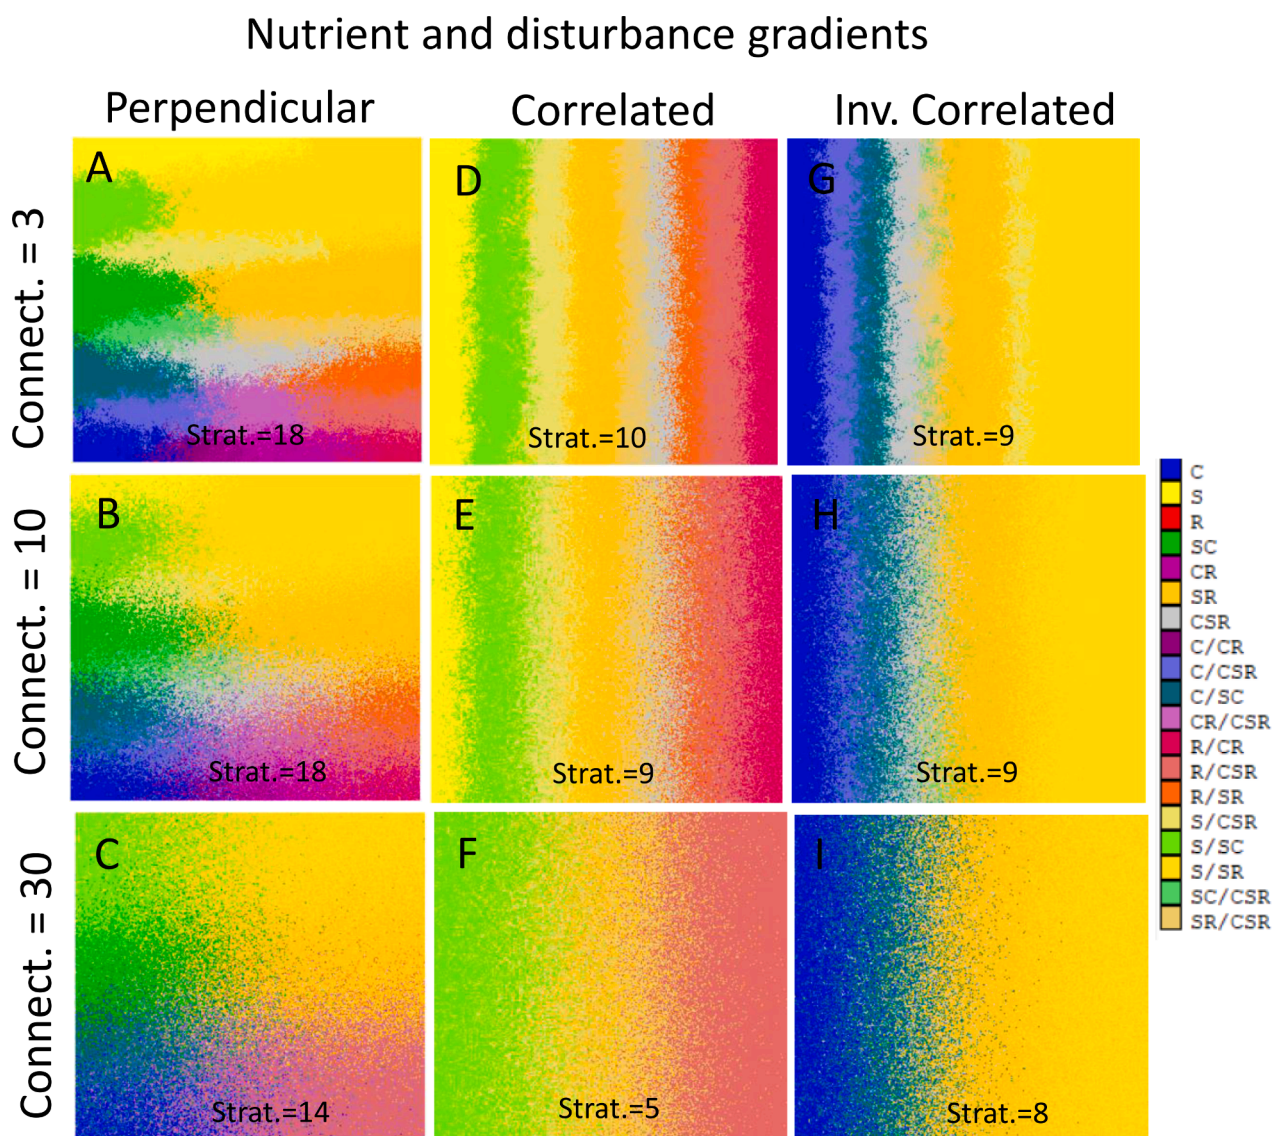 Nutrient and disturbance gradients
Perpendicular
Correlated
Inv. Correlated
Connect. = 3
A
Strat.=18
D
Strat.=10
G
Strat.=9
Connect. = 10
B
Strat.=18
E
Strat.=9
H
Strat.=9
Connect. = 30
C
Strat.=14
F
Strat.=5
I
Strat.=8
C
S
R
SC
CR
SR
CSR
C/CR
C/CSR
C/SC
CR/CSR
R/CR
R/CSR
R/SR
S/CSR
S/SC
S/SR
SC/CSR
SR/CSR